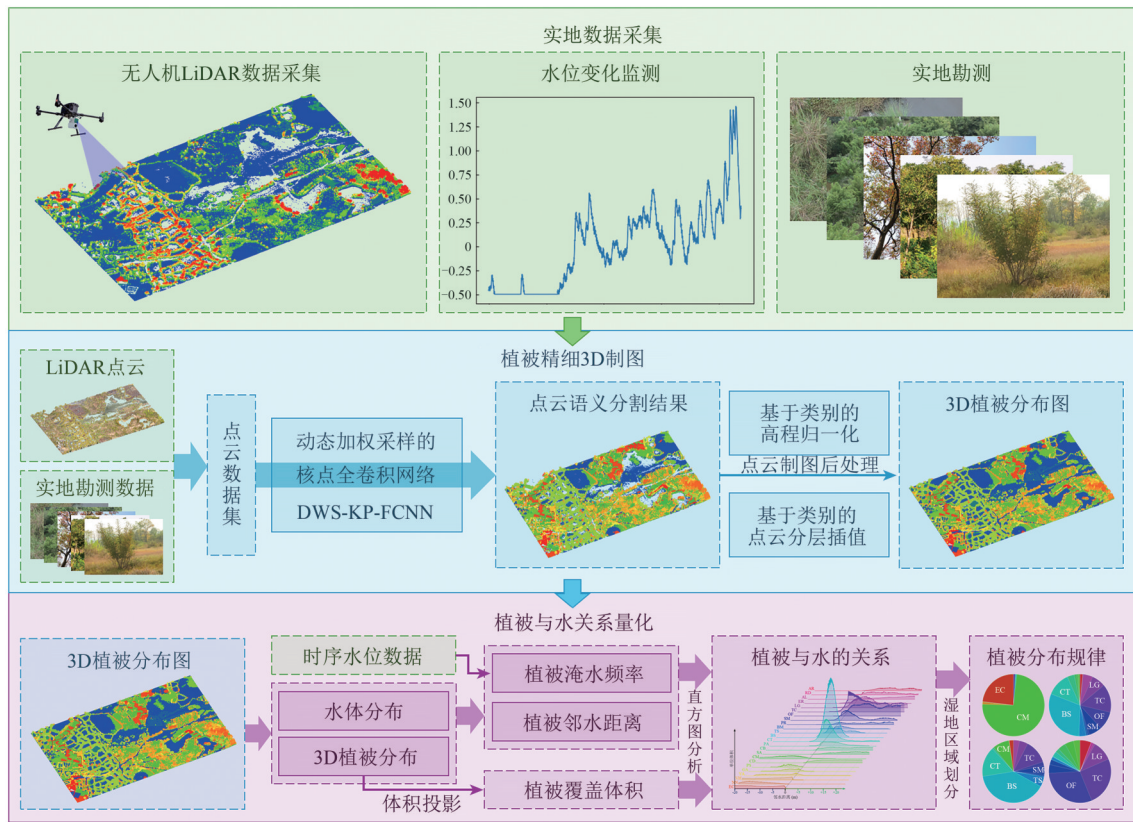 实地数据采集
无人机LiDAR数据采集
水位变化监测
实地勘测
1.50
1.25
1.00
0.75
0.50
0.25
0
−0.25
−0.50
植被精细3D制图
LiDAR点云
实地勘测数据
点云数据集
动态加权采样的
核点全卷积网络
DWS-KP-FCNN
点云语义分割结果
基于类别的
高程归一化
点云制图后处理
基于类别的
点云分层插值
3D植被分布图
植被与水关系量化
3D植被分布图
时序水位数据
水体分布
3D植被分布
体积投影
植被淹水频率
植被邻水距离
植被覆盖体积
直方图分析
植被与水的关系
湿地区域划分
植被分布规律
EC
CM
CT
BS
LG
TC
OF
SM
CM
CT
BS
TC
SM
TS
LG
TC
OF